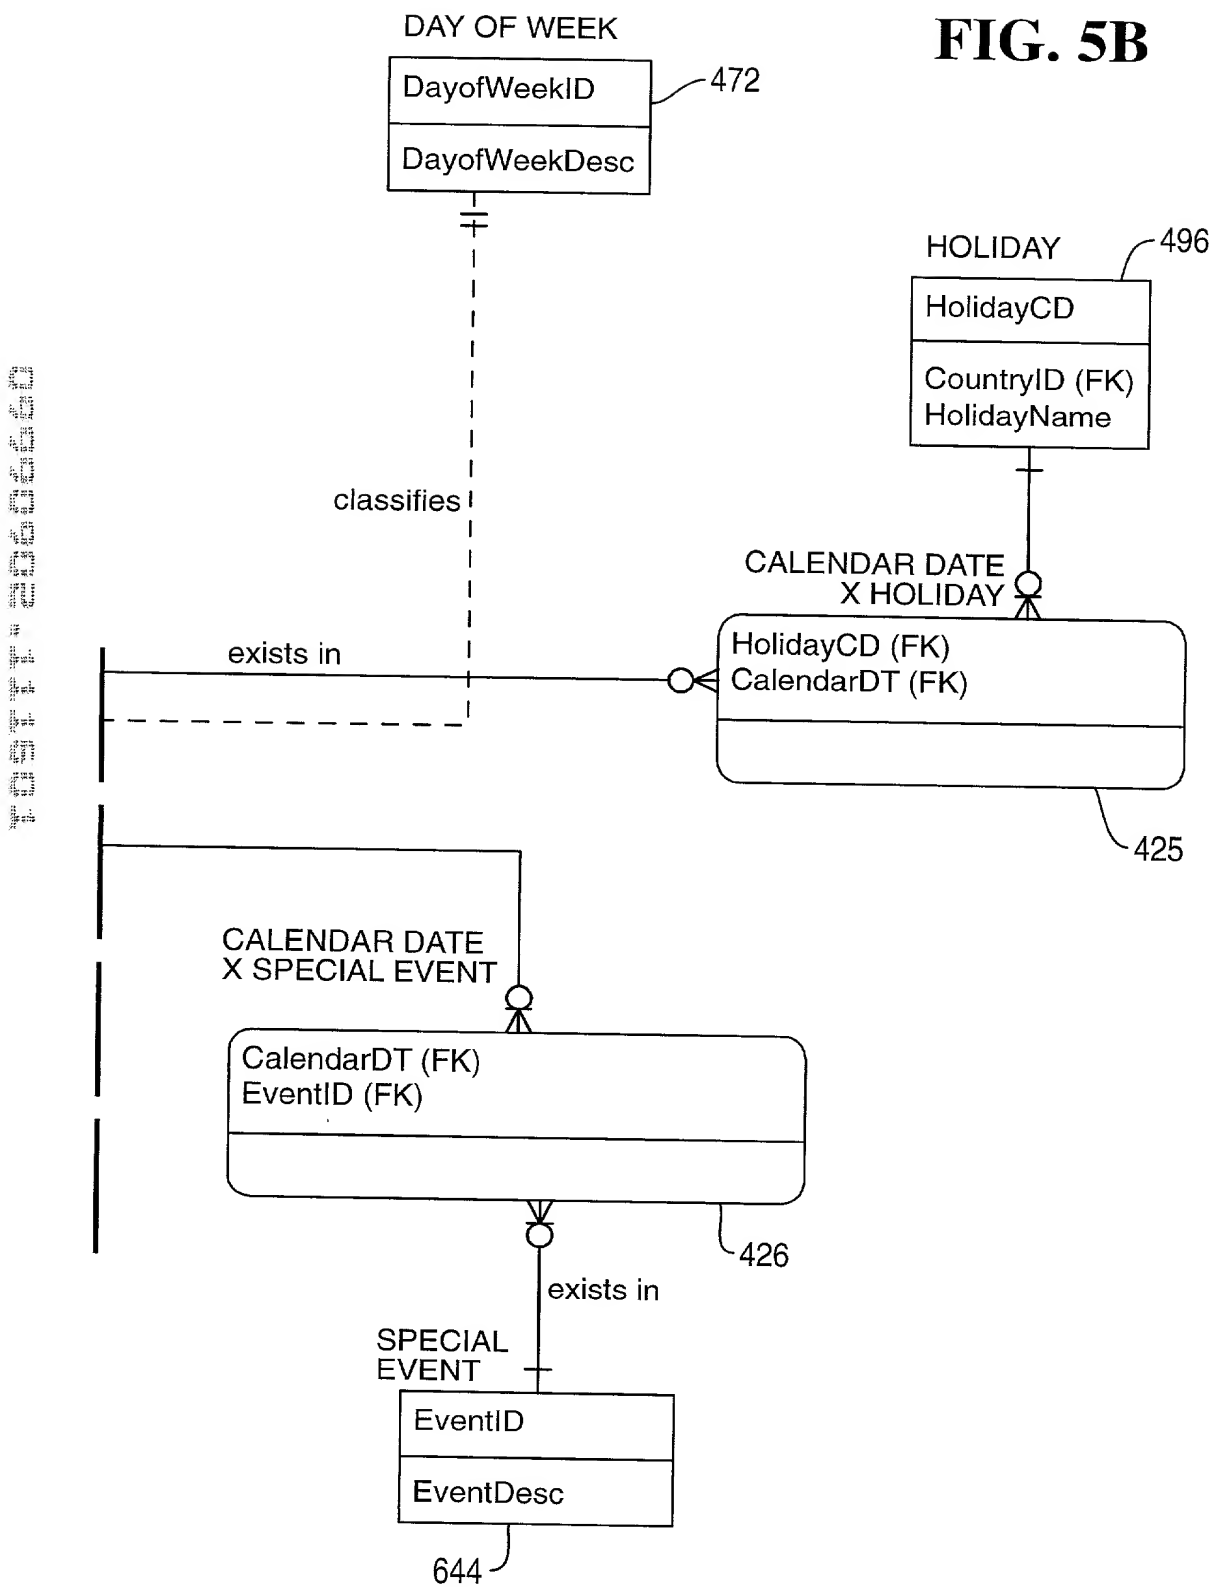 DAY OF WEEK
FIG. 5B
DayofWeekID
472
DayofWeekDesc
HOLIDAY
496
HolidayCD
CountryID (FK)
HolidayName
classifies
CALENDAR DATE
X HOLIDAY
exists in
HolidayCD (FK)
CalendarDT (FK)
425
CALENDAR DATE
X SPECIAL EVENT
CalendarDT (FK)
EventID (FK)
426
exists in
SPECIAL
EVENT
EventID
EventDesc
644